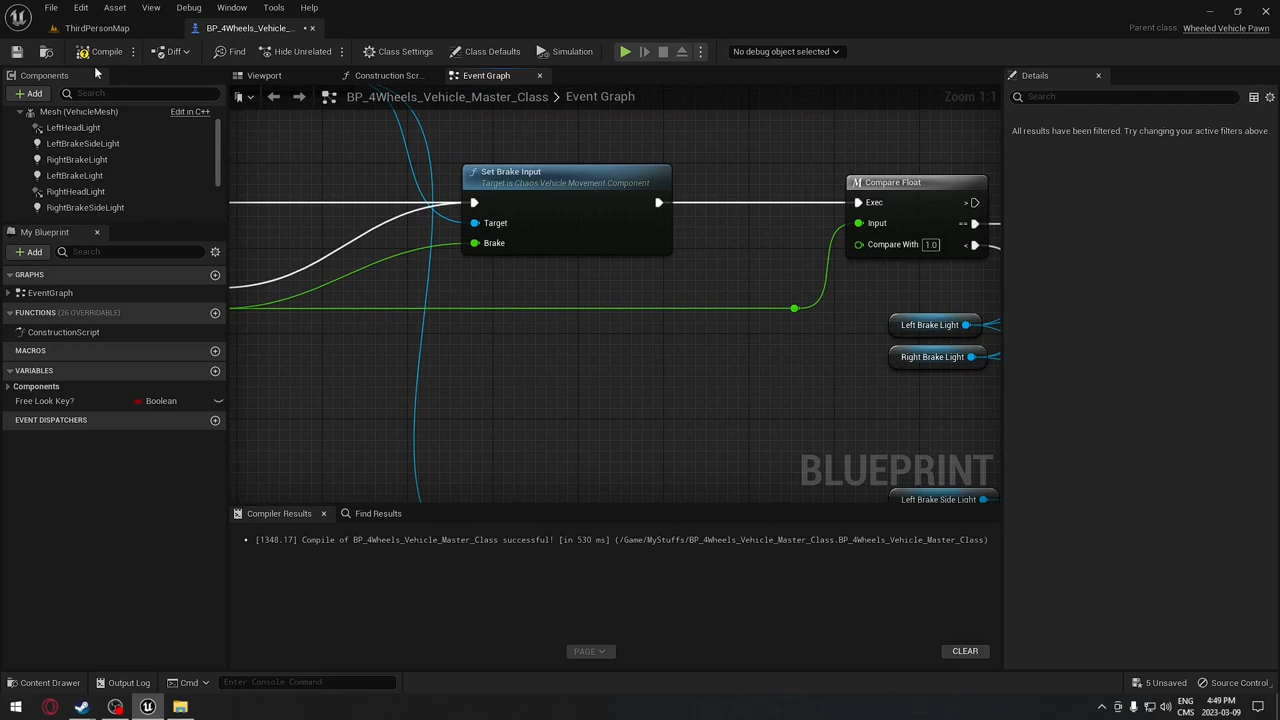 File Edit Asset View Debug Window Tools Help
ThirdPersonMap
BP_4Wheels_Vehicle_...
Parent class: Wheeled Vehicle Pawn
Compile Diff Find Hide Unrelated Class Settings Class Defaults Simulation No debug object selected
Components
Add Search
Mesh (VehicleMesh) Edit in C++
LeftHeadLight
LeftBrakeSideLight
RightBrakeLight
LeftBrakeLight
RightHeadLight
RightBrakeSideLight
My Blueprint
Add Search
GRAPHS
EventGraph
FUNCTIONS (26 OVERRIDABLE)
ConstructionScript
MACROS
VARIABLES
Components
Free Look Key? Boolean
EVENT DISPATCHERS
Viewport Construction Scr... Event Graph
BP_4Wheels_Vehicle_Master_Class > Event Graph Zoom 1:1
Set Brake Input
Target is Chaos Vehicle Movement Component
Target
Brake
Compare Float
Exec >
Input ==
Compare With 1.0 <
Left Brake Light
Right Brake Light
BLUEPRINT
Left Brake Side Light
Compiler Results Find Results
[1348.17] Compile of BP_4Wheels_Vehicle_Master_Class successful! [in 530 ms] (/Game/MyStuffs/BP_4Wheels_Vehicle_Master_Class.BP_4Wheels_Vehicle_Master_Class)
PAGE CLEAR
Details
Search
All results have been filtered. Try changing your active filters above.
Content Drawer Output Log Cmd Enter Console Command 5 Unsaved Source Control
ENG 4:49 PM
CMS 2023-03-09